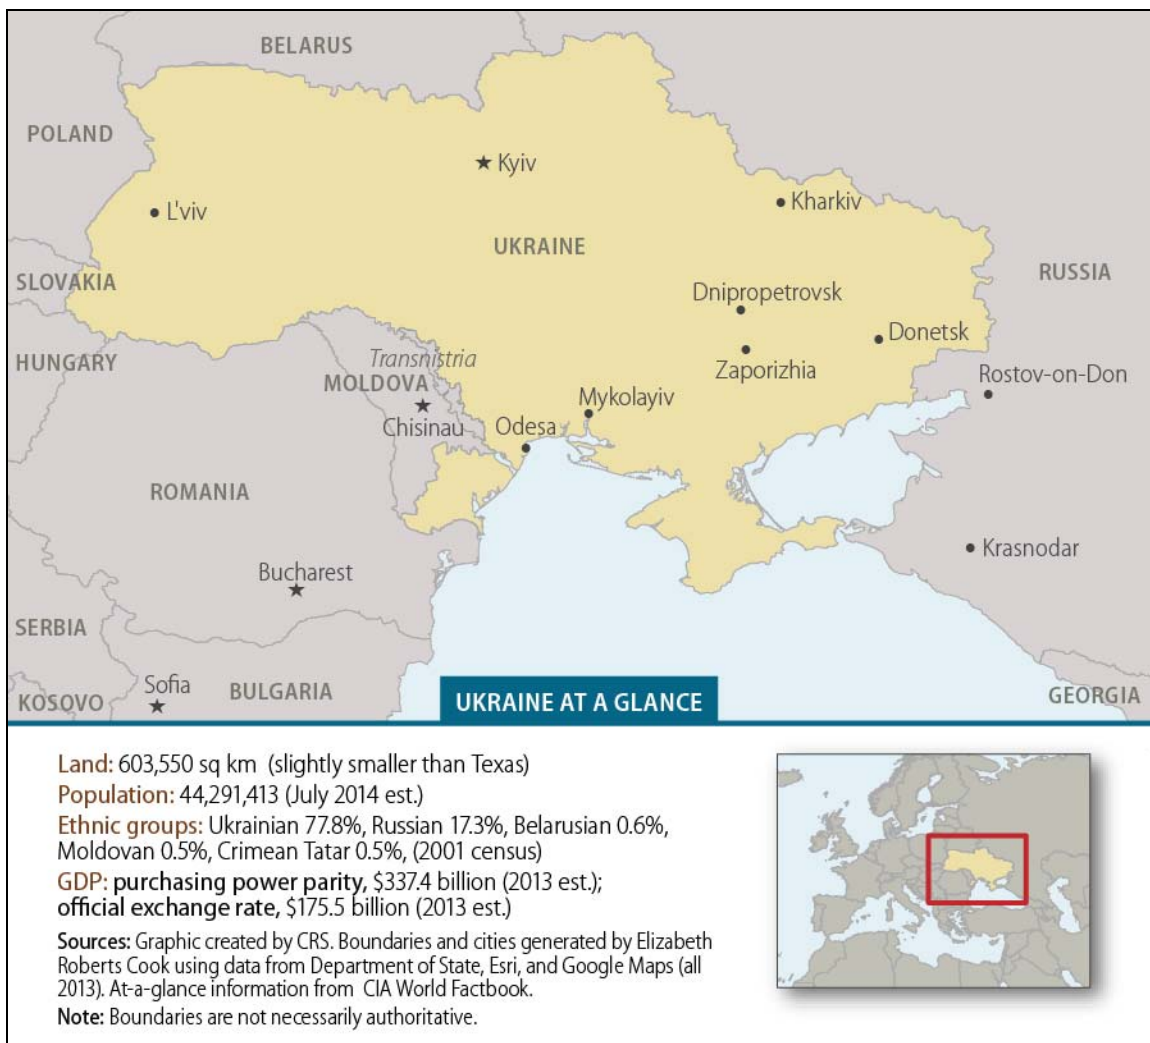 BELARUS
POLAND
★ Kyiv
L'viv
Kharkiv
UKRAINE
SLOVAKIA
RUSSIA
Dnipropetrovsk
Donetsk
HUNGARY
Transnistria
Zaporizhia
MOLDOVA
Rostov-on-Don
Mykolayiv
Chisinau
Odesa
ROMANIA
Krasnodar
Bucharest
SERBIA
Sofia
BULGARIA
KOSOVO
GEORGIA
UKRAINE AT A GLANCE
Land: 603,550 sq km (slightly smaller than Texas)
Population: 44,291,413 (July 2014 est.)
Ethnic groups: Ukrainian 77.8%, Russian 17.3%, Belarusian 0.6%,
Moldovan 0.5%, Crimean Tatar 0.5%, (2001 census)
GDP: purchasing power parity, $337.4 billion (2013 est.);
official exchange rate, $175.5 billion (2013 est.)
Sources: Graphic created by CRS. Boundaries and cities generated by Elizabeth
Roberts Cook using data from Department of State, Esri, and Google Maps (all
2013). At-a-glance information from CIA World Factbook.
Note: Boundaries are not necessarily authoritative.